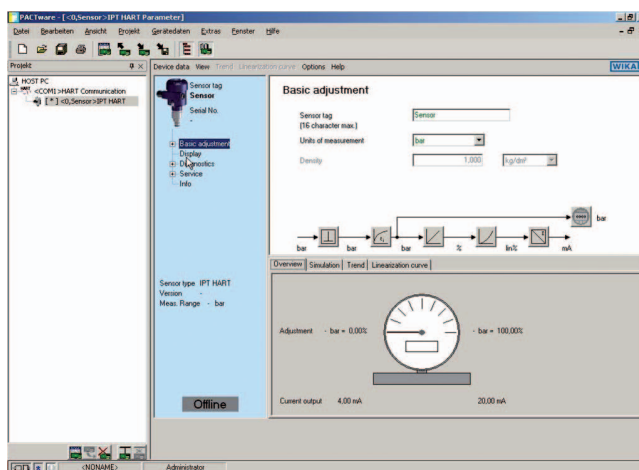 PACTware - [<0,Sensor>IPT HART Parameter]
Datei Bearbeiten Ansicht Projekt Gerätedaten Extras Fenster Hilfe
Projekt
HOST PC
<COM1>HART Communication
[*] <0,Sensor>IPT HART
Device data View Trend Linearization curve Options Help
WIKA
Sensor tag
Sensor
Serial No.
-
Basic adjustment
Display
Diagnostics
Service
Info
Sensor type IPT HART
Version -
Meas. Range - bar
Offline
Basic adjustment
Sensor tag Sensor
(16 character max.)
Units of measurement bar
Density 1,000 kg/dm³
bar
bar bar bar % lin% mA
Overview Simulation Trend Linearization curve
Adjustment - bar = 0,00% - bar = 100,00%
Current output 4,00 mA 20,00 mA
<NONAME> Administrator